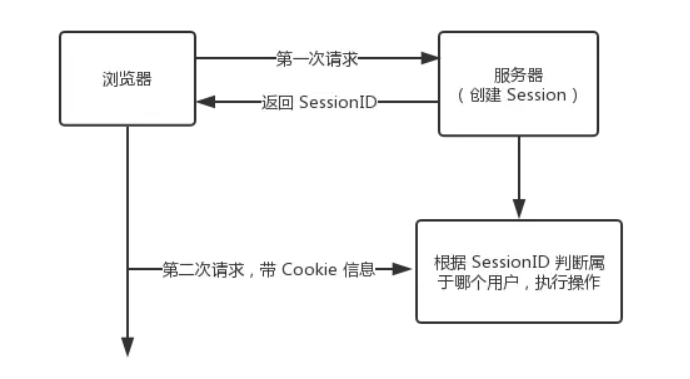 浏览器
第一次请求
服务器
（ 创建 Session ）
返回 SessionID
第二次请求，带 Cookie 信息
根据 SessionID 判断属
于哪个用户，执行操作